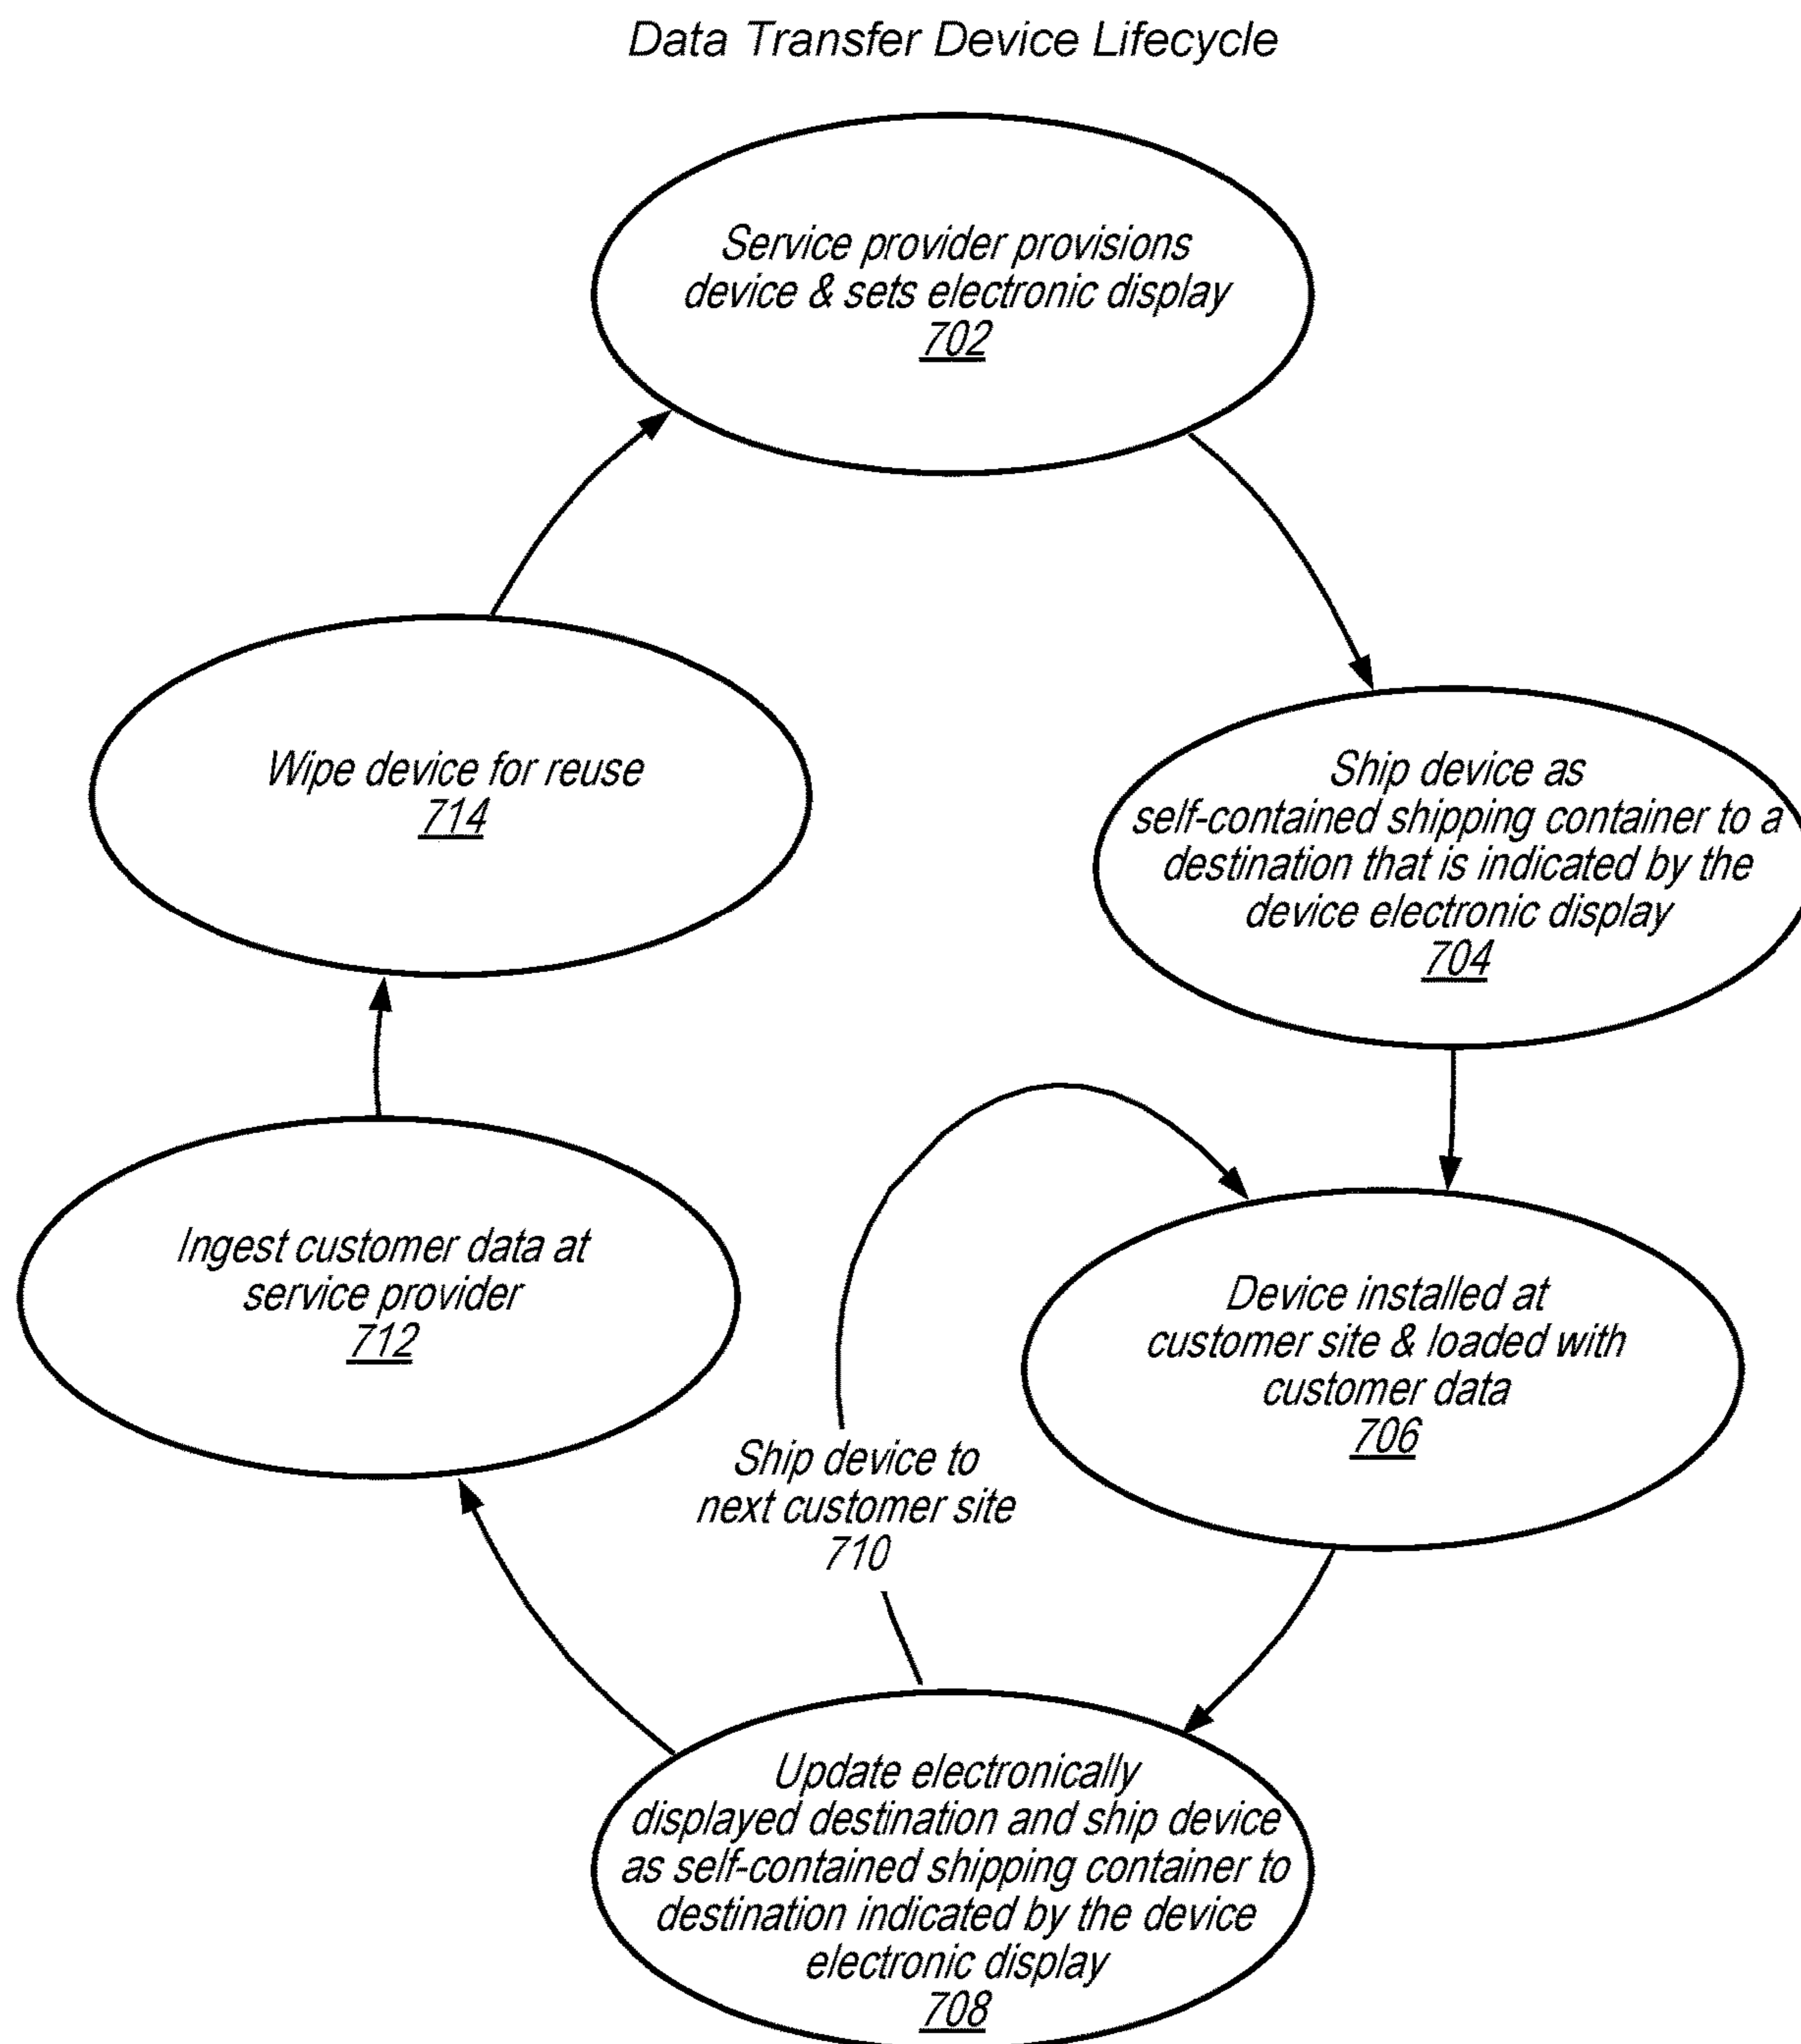 Data Transfer Device Lifecycle
Service provider provisions
device & sets electronic display
702
Ship device as
self-contained shipping container to a
destination that is indicated by the
device electronic display
704
Device installed at
customer site & loaded with
customer data
706
Update electronically
displayed destination and ship device
as self-contained shipping container to
destination indicated by the device
electronic display
708
Ship device to
next customer site
710
Ingest customer data at
service provider
712
Wipe device for reuse
714